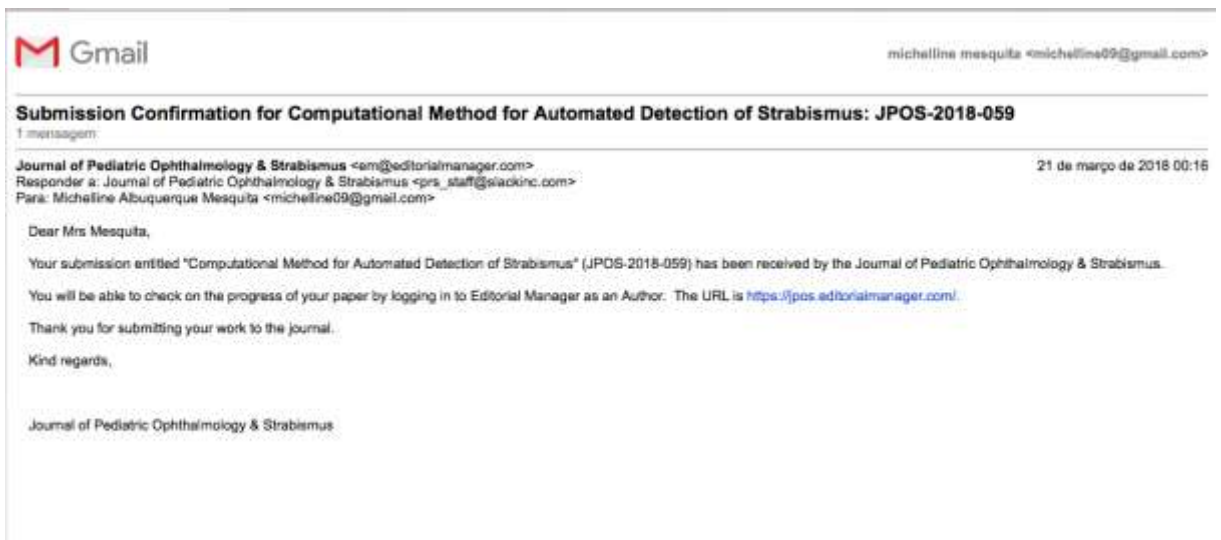 Gmail
michelline mesquita <michelline09@gmail.com>
Submission Confirmation for Computational Method for Automated Detection of Strabismus: JPOS-2018-059
1 mensagem
Journal of Pediatric Ophthalmology & Strabismus <em@editorialmanager.com>
21 de março de 2018 00:16
Responder a: Journal of Pediatric Ophthalmology & Strabismus <prs_staff@slackinc.com>
Para: Michelline Albuquerque Mesquita <michelline09@gmail.com>
Dear Mrs Mesquita,
Your submission entitled "Computational Method for Automated Detection of Strabismus" (JPOS-2018-059) has been received by the Journal of Pediatric Ophthalmology & Strabismus.
You will be able to check on the progress of your paper by logging in to Editorial Manager as an Author. The URL is https://jpos.editorialmanager.com/.
Thank you for submitting your work to the journal.
Kind regards,
Journal of Pediatric Ophthalmology & Strabismus